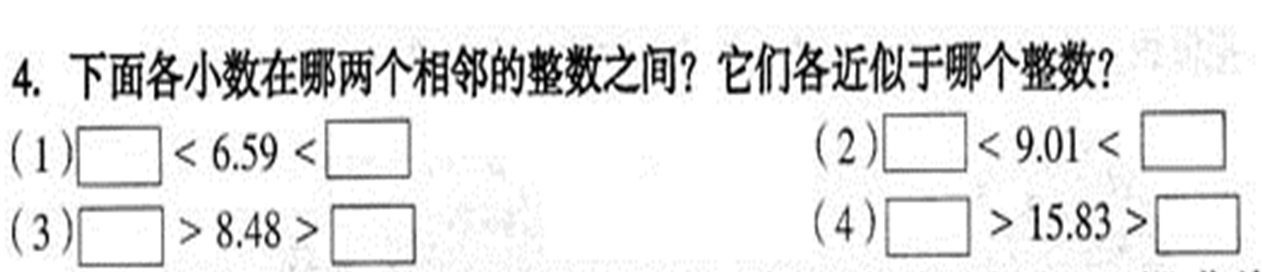 4. 下面各小数在哪两个相邻的整数之间？它们各近似于哪个整数？
(1)□ < 6.59 < □ (2)□ < 9.01 < □
(3)□ > 8.48 > □ (4)□ > 15.83 > □